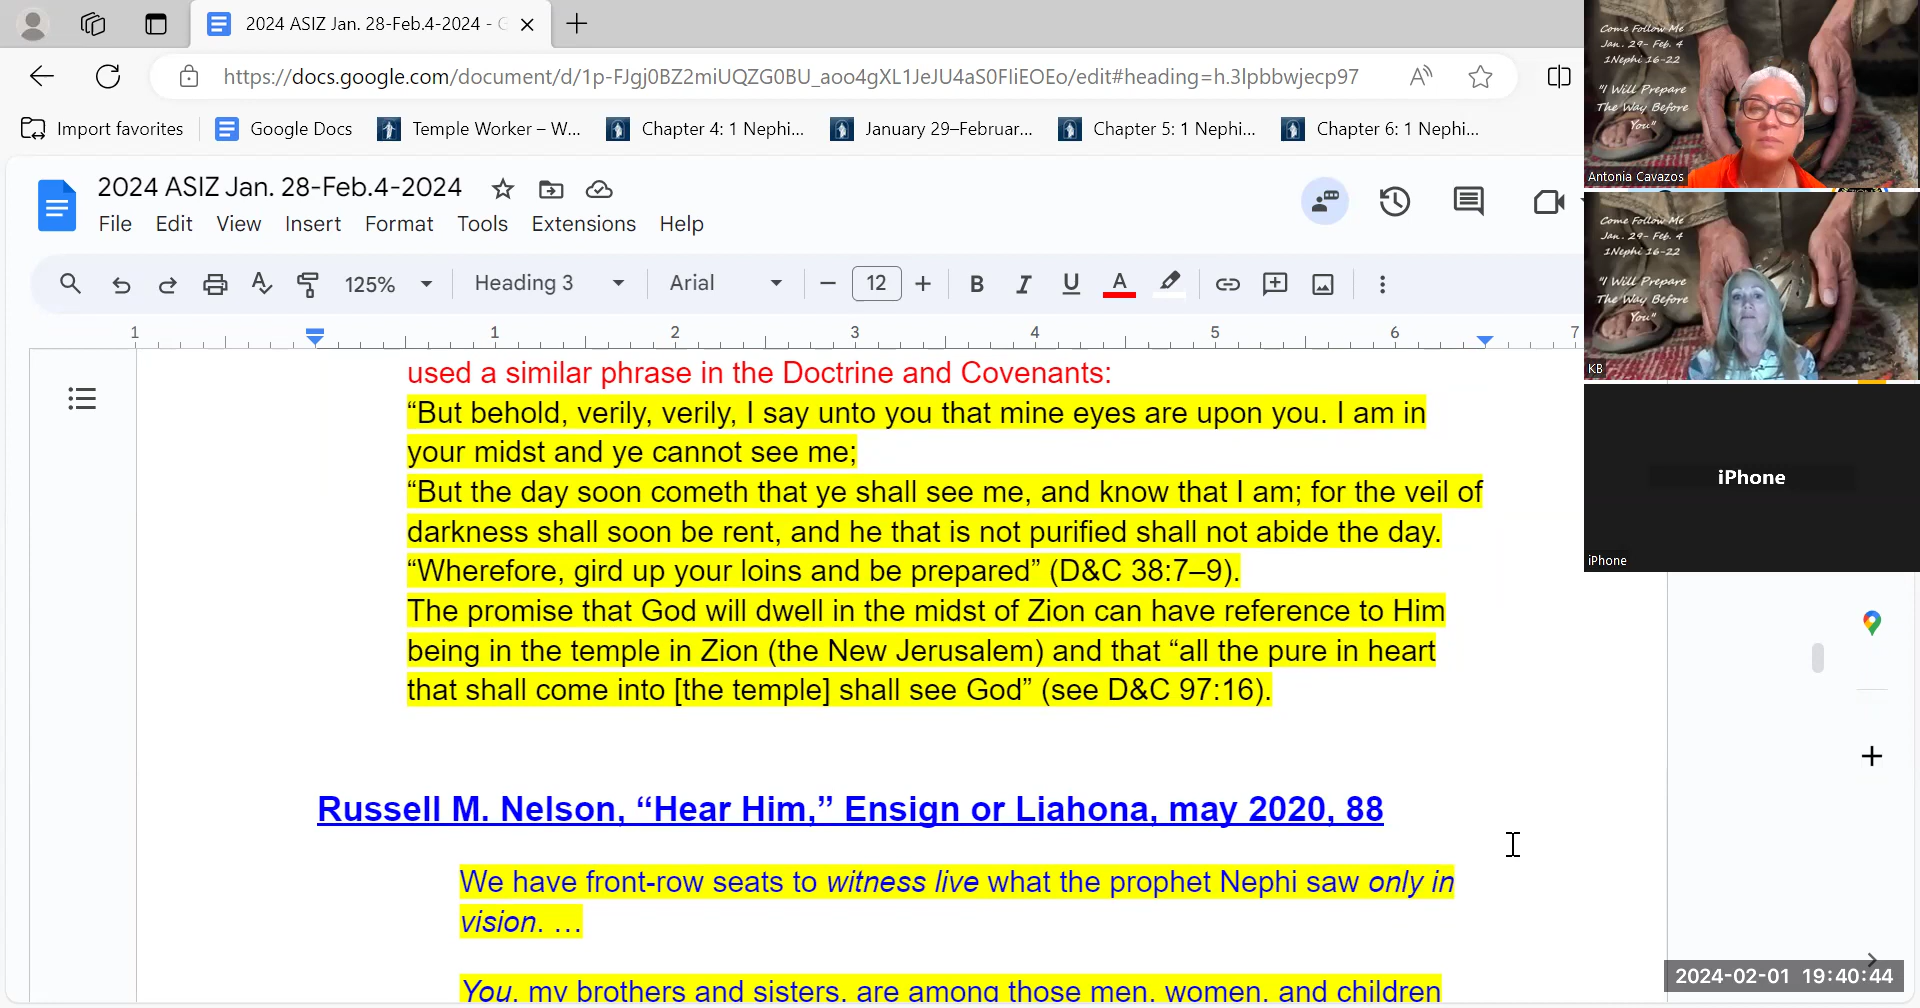 2024 ASIZ Jan. 28-Feb.4-2024 - G
https://docs.google.com/document/d/1p-FJgj0BZ2miUQZG0BU_aoo4gXL1JeJU4aS0FIiEOEo/edit#heading=h.3lpbbwjecp97
Import favorites Google Docs Temple Worker – W... Chapter 4: 1 Nephi... January 29–Februar... Chapter 5: 1 Nephi... Chapter 6: 1 Nephi...
2024 ASIZ Jan. 28-Feb.4-2024
File Edit View Insert Format Tools Extensions Help
125% Heading 3 Arial 12 B I U A
1 1 2 3 4 5 6 7
used a similar phrase in the Doctrine and Covenants:
“But behold, verily, verily, I say unto you that mine eyes are upon you. I am in
your midst and ye cannot see me;
“But the day soon cometh that ye shall see me, and know that I am; for the veil of
darkness shall soon be rent, and he that is not purified shall not abide the day.
“Wherefore, gird up your loins and be prepared” (D&C 38:7–9).
The promise that God will dwell in the midst of Zion can have reference to Him
being in the temple in Zion (the New Jerusalem) and that “all the pure in heart
that shall come into [the temple] shall see God” (see D&C 97:16).
Russell M. Nelson, “Hear Him,” Ensign or Liahona, may 2020, 88
We have front-row seats to witness live what the prophet Nephi saw only in
vision. …
You, my brothers and sisters, are among those men, women, and children
Come Follow Me
Jan. 29- Feb. 4
1Nephi 16-22
"I Will Prepare
The Way Before
You"
Antonia Cavazos
Come Follow Me
Jan. 29- Feb. 4
1Nephi 16-22
"I Will Prepare
The Way Before
You"
KB
iPhone
iPhone
2024-02-01 19:40:44